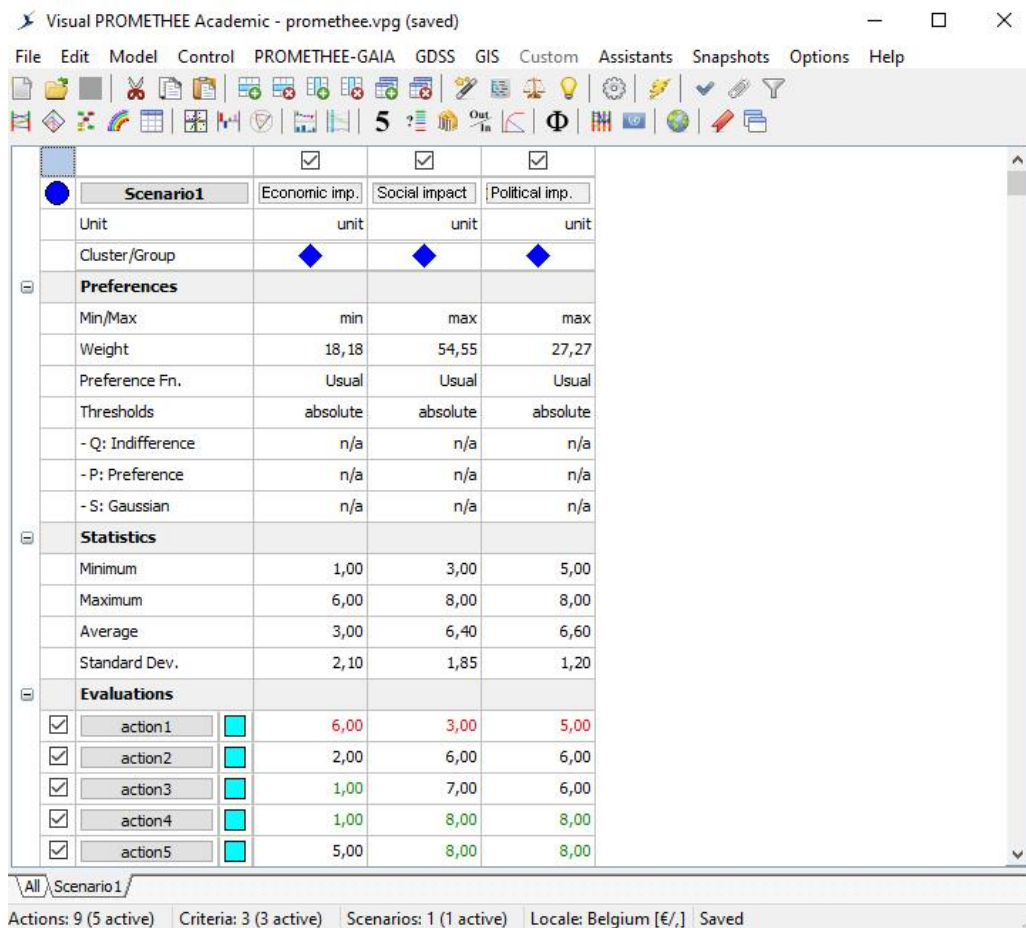 Visual PROMETHEE Academic - promethee.vpg (saved)
File Edit Model Control PROMETHEE-GAIA GDSS GIS Custom Assistants Snapshots Options Help
5 ? Out In Φ
Scenario1 Economic imp. Social impact Political imp.
Unit unit unit unit
Cluster/Group
Preferences
Min/Max min max max
Weight 18,18 54,55 27,27
Preference Fn. Usual Usual Usual
Thresholds absolute absolute absolute
- Q: Indifference n/a n/a n/a
- P: Preference n/a n/a n/a
- S: Gaussian n/a n/a n/a
Statistics
Minimum 1,00 3,00 5,00
Maximum 6,00 8,00 8,00
Average 3,00 6,40 6,60
Standard Dev. 2,10 1,85 1,20
Evaluations
action1 6,00 3,00 5,00
action2 2,00 6,00 6,00
action3 1,00 7,00 6,00
action4 1,00 8,00 8,00
action5 5,00 8,00 8,00
All Scenario1
Actions: 9 (5 active) Criteria: 3 (3 active) Scenarios: 1 (1 active) Locale: Belgium [€/,] Saved